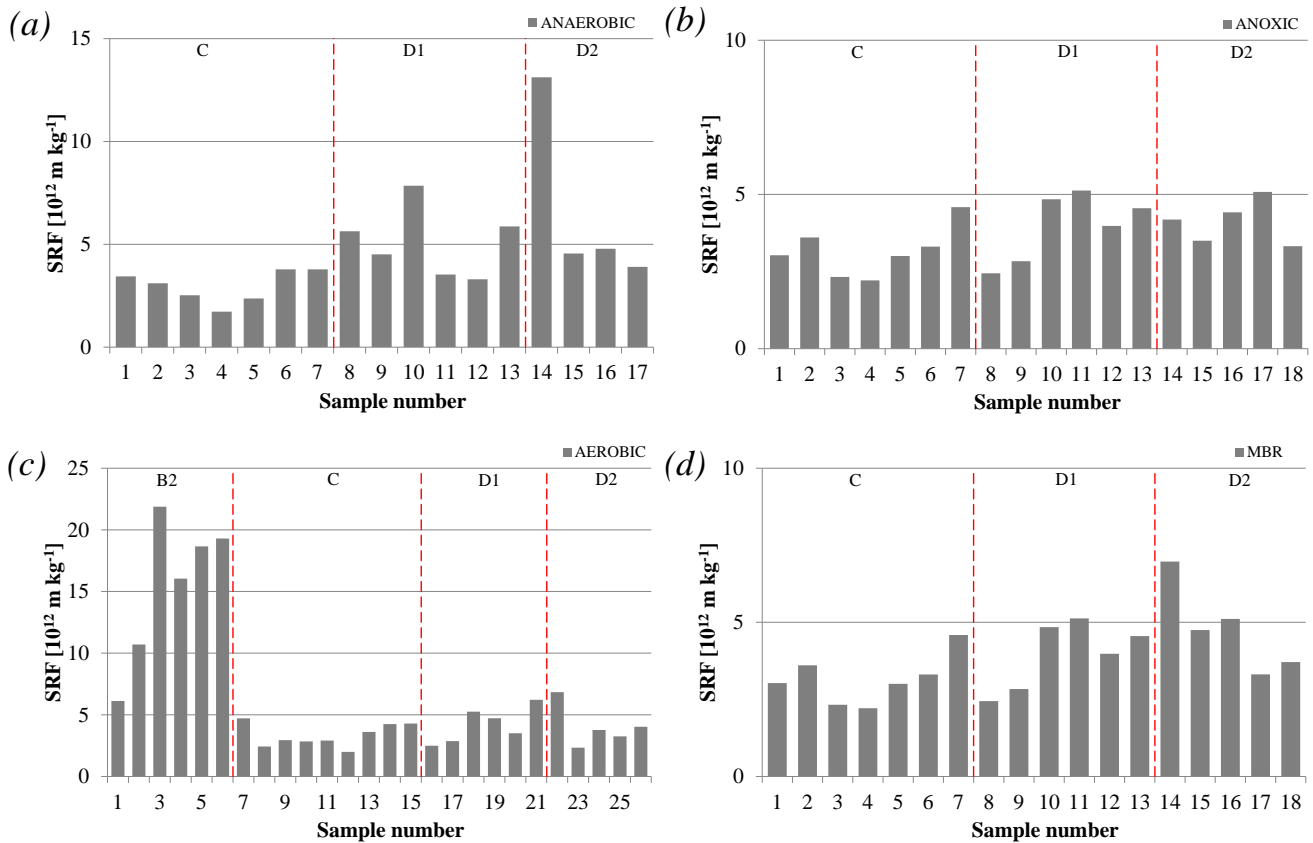 (a)
ANAEROBIC
15
10
5
0
SRF [10¹² m kg⁻¹]
C D1 D2
1 2 3 4 5 6 7 8 9 10 11 12 13 14 15 16 17
Sample number
(b)
ANOXIC
10
5
0
SRF [10¹² m kg⁻¹]
C D1 D2
1 2 3 4 5 6 7 8 9 10 11 12 13 14 15 16 17 18
Sample number
(c)
AEROBIC
25
20
15
10
5
0
SRF [10¹² m kg⁻¹]
B2 C D1 D2
1 3 5 7 9 11 13 15 17 19 21 23 25
Sample number
(d)
MBR
10
5
0
SRF [10¹² m kg⁻¹]
C D1 D2
1 2 3 4 5 6 7 8 9 10 11 12 13 14 15 16 17 18
Sample number